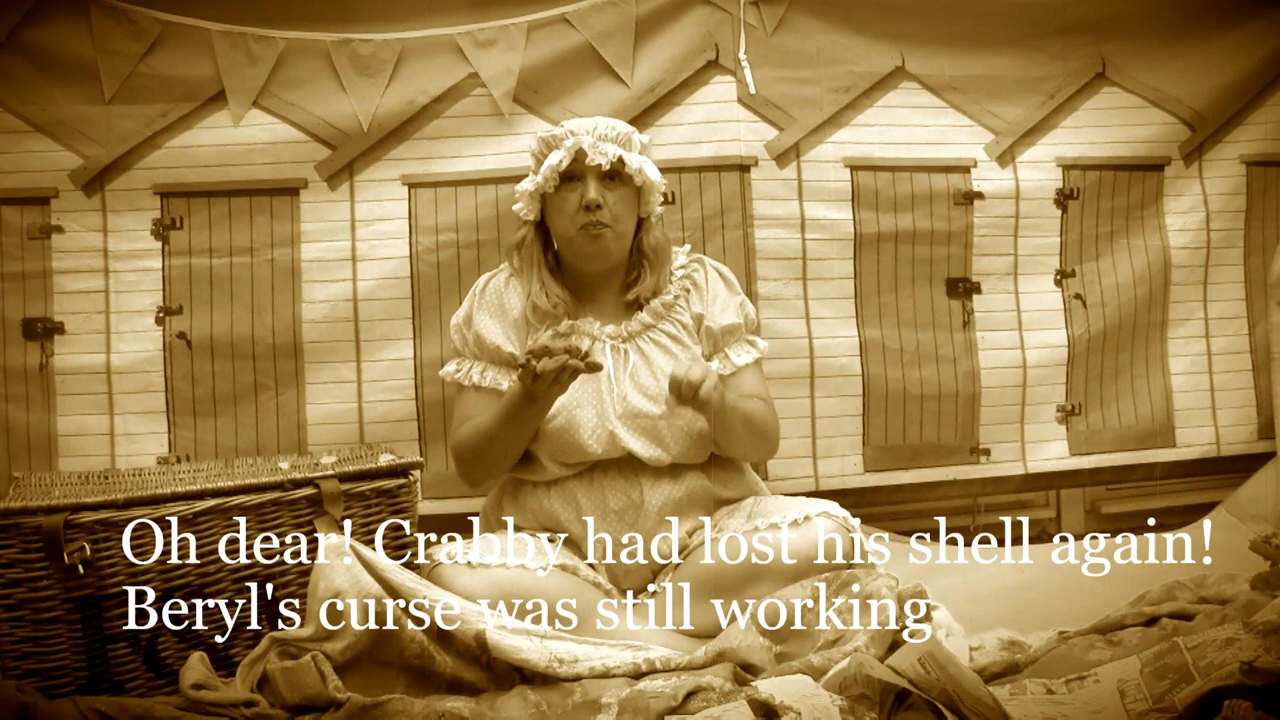 Oh dear! Crabby had lost his shell again!
Beryl's curse was still working